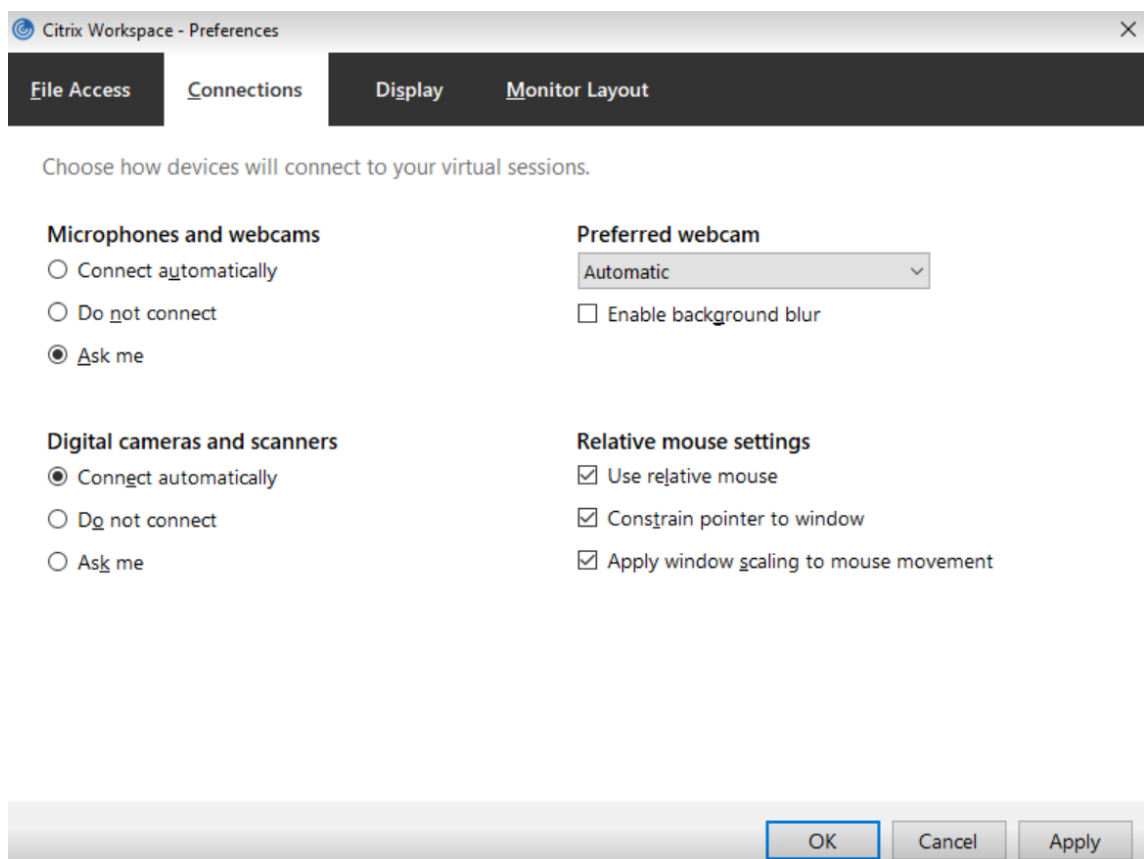 Citrix Workspace - Preferences
File Access Connections Display Monitor Layout
Choose how devices will connect to your virtual sessions.
Microphones and webcams
Connect automatically
Do not connect
Ask me
Preferred webcam
Automatic
Enable background blur
Digital cameras and scanners
Connect automatically
Do not connect
Ask me
Relative mouse settings
Use relative mouse
Constrain pointer to window
Apply window scaling to mouse movement
OK Cancel Apply